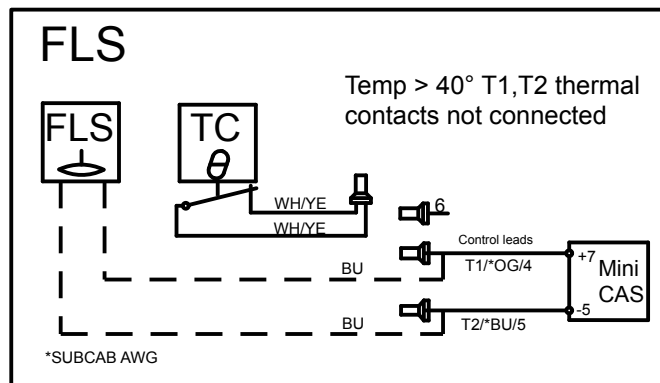 FLS
Temp > 40° T1,T2 thermal
contacts not connected
FLS
TC
WH/YE
WH/YE
6
Control leads
BU
T1/*OG/4
+7
Mini
CAS
-5
BU
T2/*BU/5
*SUBCAB AWG